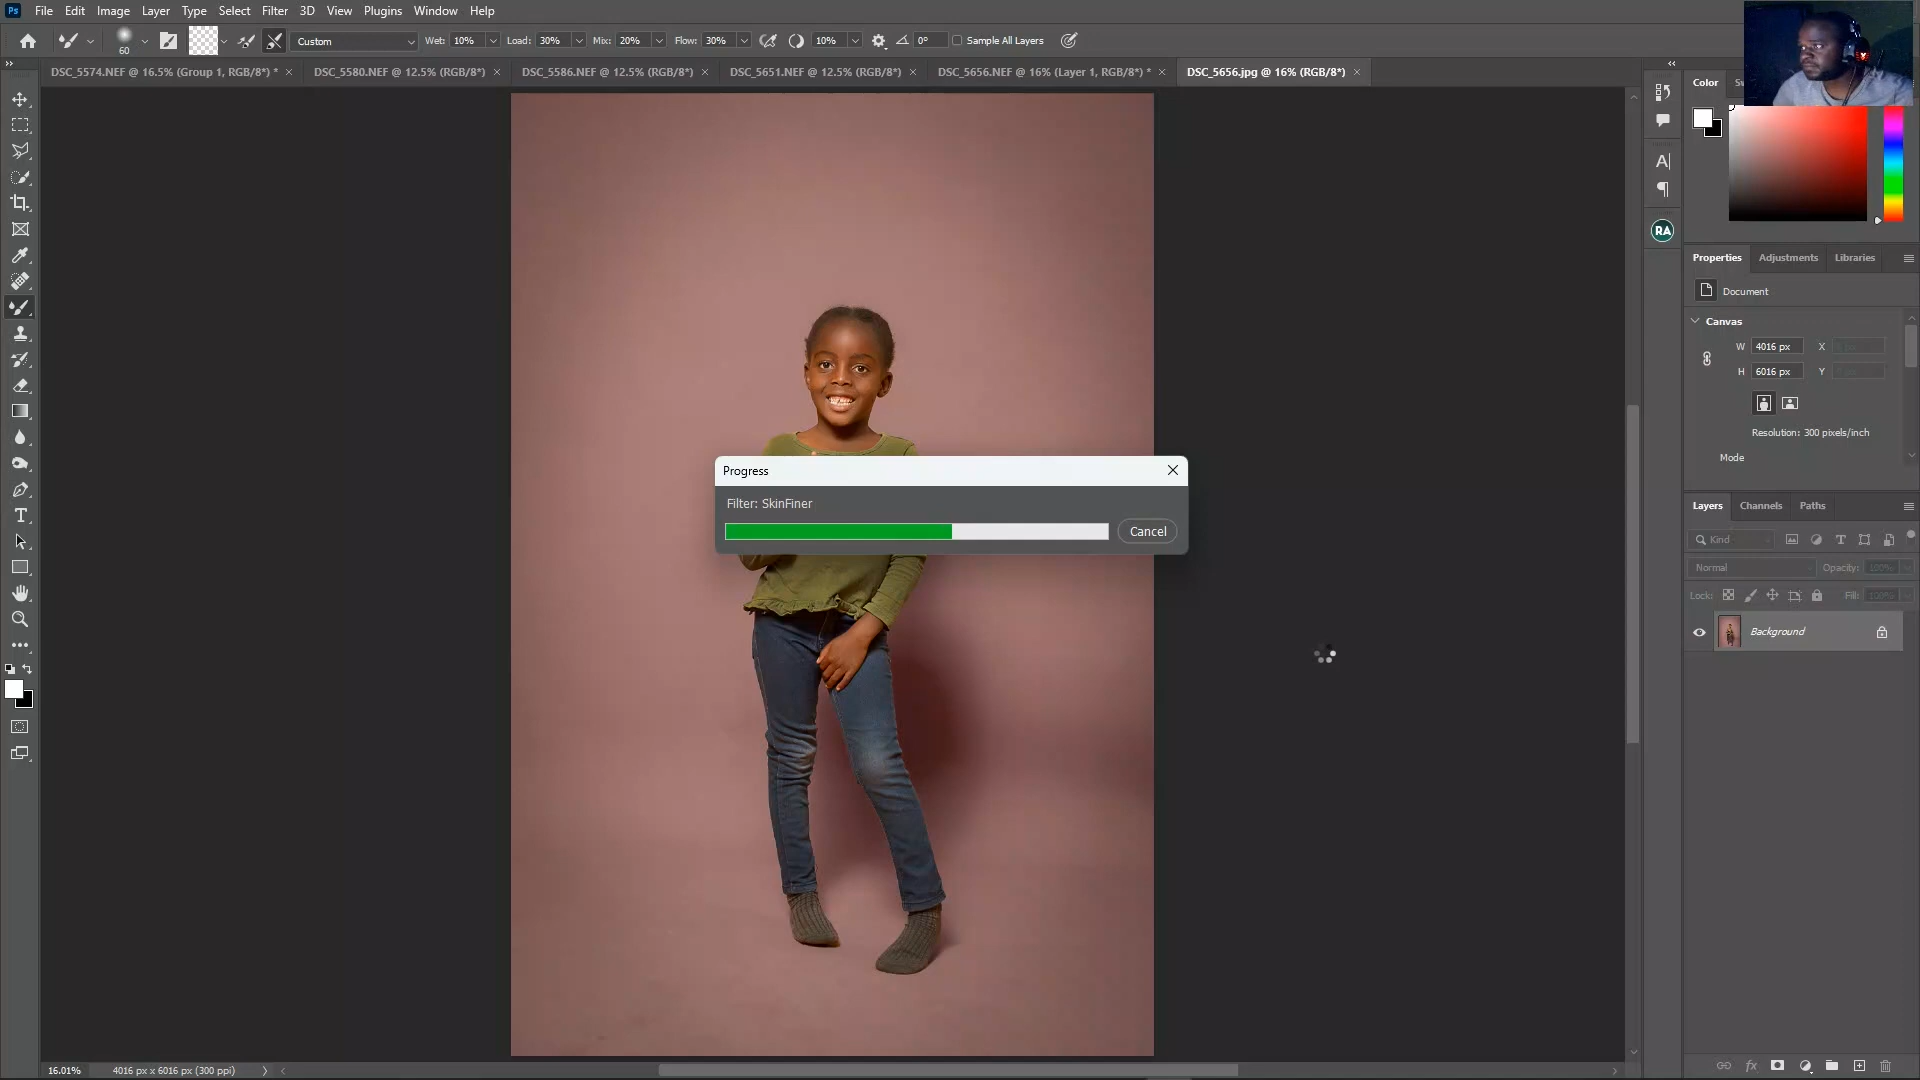 Ps File Edit Image Layer Type Select Filter 3D View Plugins Window Help
60 Custom Wet: 10% Load: 30% Mix: 20% Flow: 30% 10% 0° Sample All Layers
DSC_5574.NEF @ 16.5% (Group 1, RGB/8*) * DSC_5580.NEF @ 12.5% (RGB/8*) DSC_5586.NEF @ 12.5% (RGB/8*) DSC_5651.NEF @ 12.5% (RGB/8*) DSC_5656.NEF @ 16% (Layer 1, RGB/8*) * DSC_5656.jpg @ 16% (RGB/8*)
Color
RA
Properties Adjustments Libraries
Document
Canvas
W 4016 px X
H 6016 px Y
Resolution: 300 pixels/inch
Mode
Progress
Filter: SkinFiner
Cancel
Layers Channels Paths
Kind
Normal Opacity: 100%
Lock: Fill: 100%
Background
16.01% 4016 px x 6016 px (300 ppi)